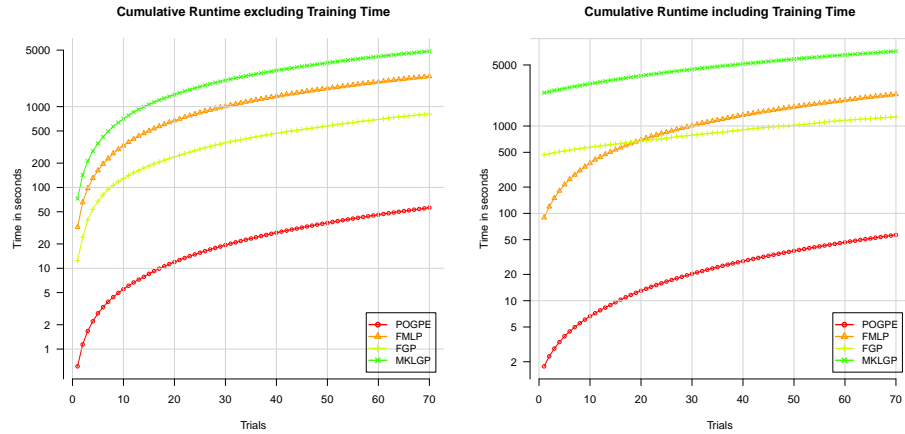 Cumulative Runtime excluding Training Time
Time in seconds
5000
1000
500
100
50
20
10
5
2
1
0 10 20 30 40 50 60 70
Trials
POGPE
FMLP
FGP
MKLGP
Cumulative Runtime including Training Time
Time in seconds
5000
1000
500
100
50
20
10
5
2
0 10 20 30 40 50 60 70
Trials
POGPE
FMLP
FGP
MKLGP